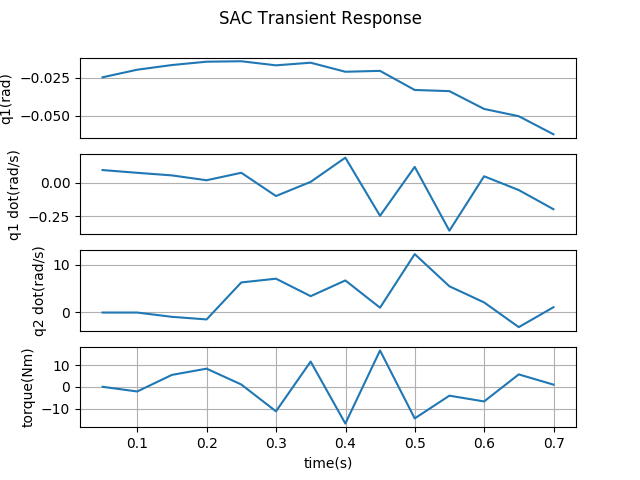 SAC Transient Response
q1(rad)
−0.025
−0.050
q1 dot(rad/s)
0.00
−0.25
q2 dot(rad/s)
10
0
torque(Nm)
10
0
−10
0.1 0.2 0.3 0.4 0.5 0.6 0.7
time(s)